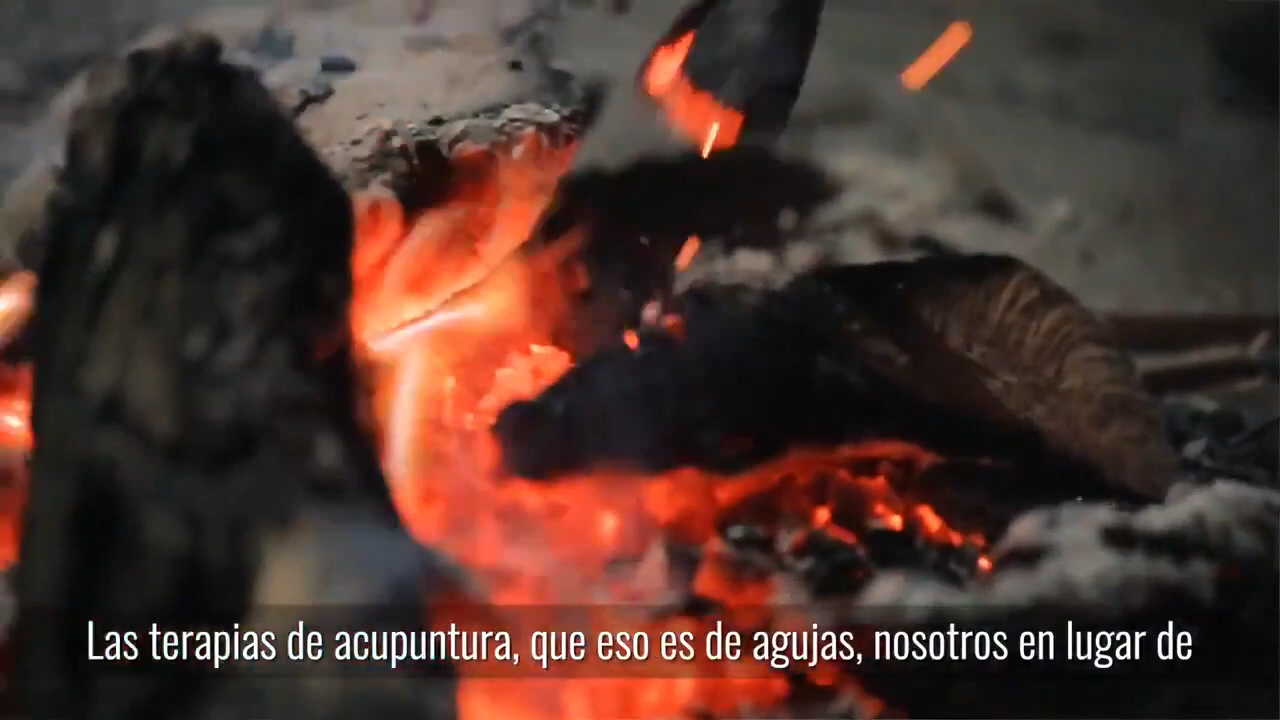 Las terapias de acupuntura, que eso es de agujas, nosotros en lugar de